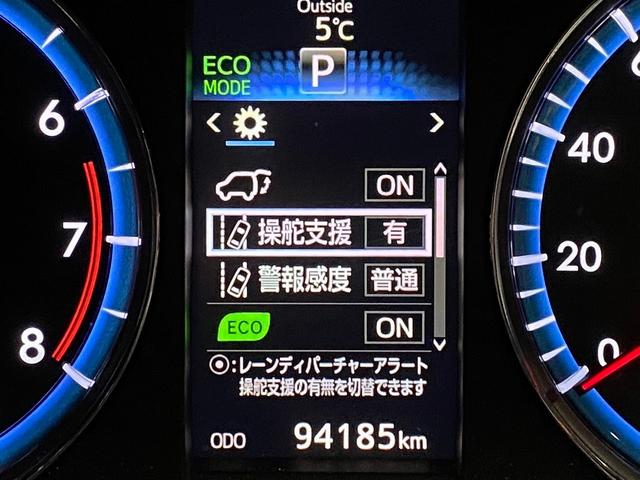 Outside
5℃
ECO
MODE
P
ON
操舵支援 有
警報感度 普通
ECO ON
◉:レーンディパーチャーアラート
操舵支援の有無を切替できます
ODO 94185km
6
7
8
40
20
0